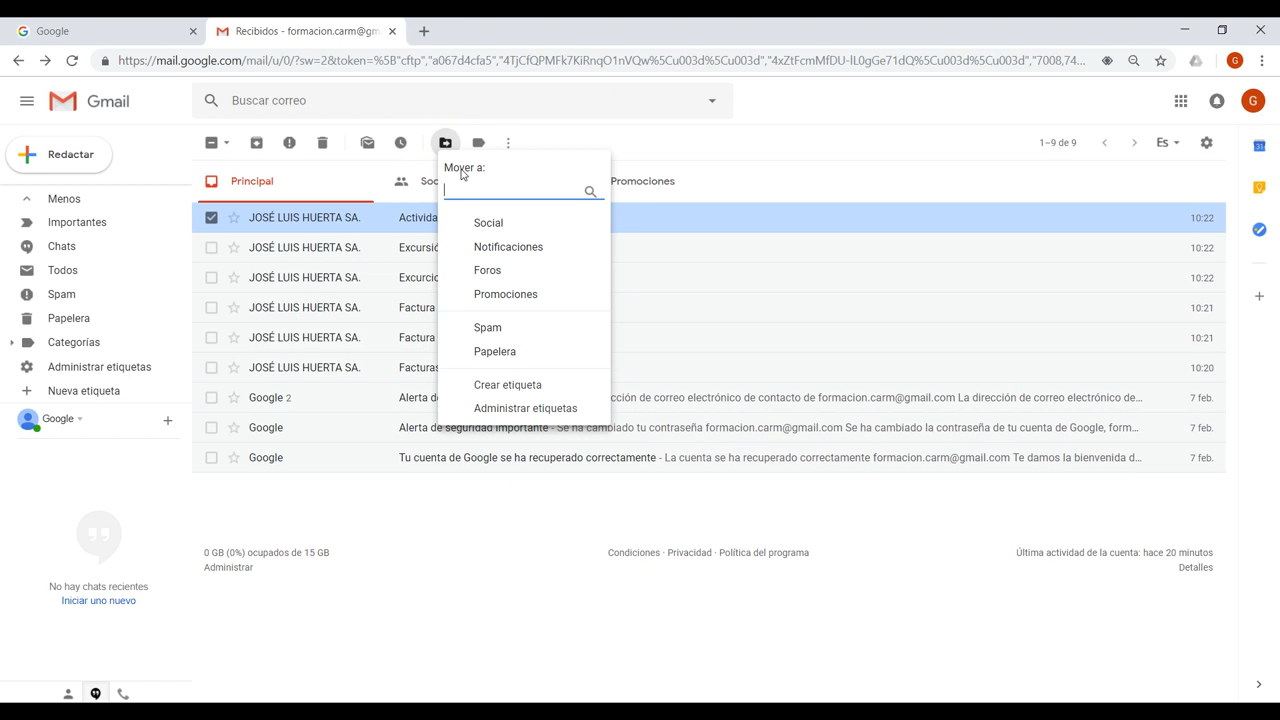 Google
Recibidos - formacion.carm@gm
https://mail.google.com/mail/u/0/?sw=2&token=%5B"cftp","a067d4cfa5","4TjCfQPMFk7KiRnqO1nVQw%5Cu003d%5Cu003d","4xZtFcmMfDU-lL0gGe71dQ%5Cu003d%5Cu003d","7008,74...
G
Gmail
Buscar correo
G
Redactar
1–9 de 9
Es
Mover a:
Principal
Soc
Promociones
Menos
Importantes
Chats
Todos
Spam
Papelera
Categorías
Administrar etiquetas
Nueva etiqueta
Google
Social
Notificaciones
Foros
Promociones
Spam
Papelera
Crear etiqueta
Administrar etiquetas
JOSÉ LUIS HUERTA SA. Activida 10:22
JOSÉ LUIS HUERTA SA. Excursió 10:22
JOSÉ LUIS HUERTA SA. Excurcio 10:22
JOSÉ LUIS HUERTA SA. Factura 10:21
JOSÉ LUIS HUERTA SA. Factura 10:21
JOSÉ LUIS HUERTA SA. Facturas 10:20
Google 2 Alerta de cción de correo electrónico de contacto de formacion.carm@gmail.com La dirección de correo electrónico de... 7 feb.
Google Alerta de seguridad importante - Se ha cambiado tu contraseña formacion.carm@gmail.com Se ha cambiado la contraseña de tu cuenta de Google, form... 7 feb.
Google Tu cuenta de Google se ha recuperado correctamente - La cuenta se ha recuperado correctamente formacion.carm@gmail.com Te damos la bienvenida d... 7 feb.
0 GB (0%) ocupados de 15 GB
Administrar
Condiciones · Privacidad · Política del programa
Última actividad de la cuenta: hace 20 minutos
Detalles
No hay chats recientes
Iniciar uno nuevo